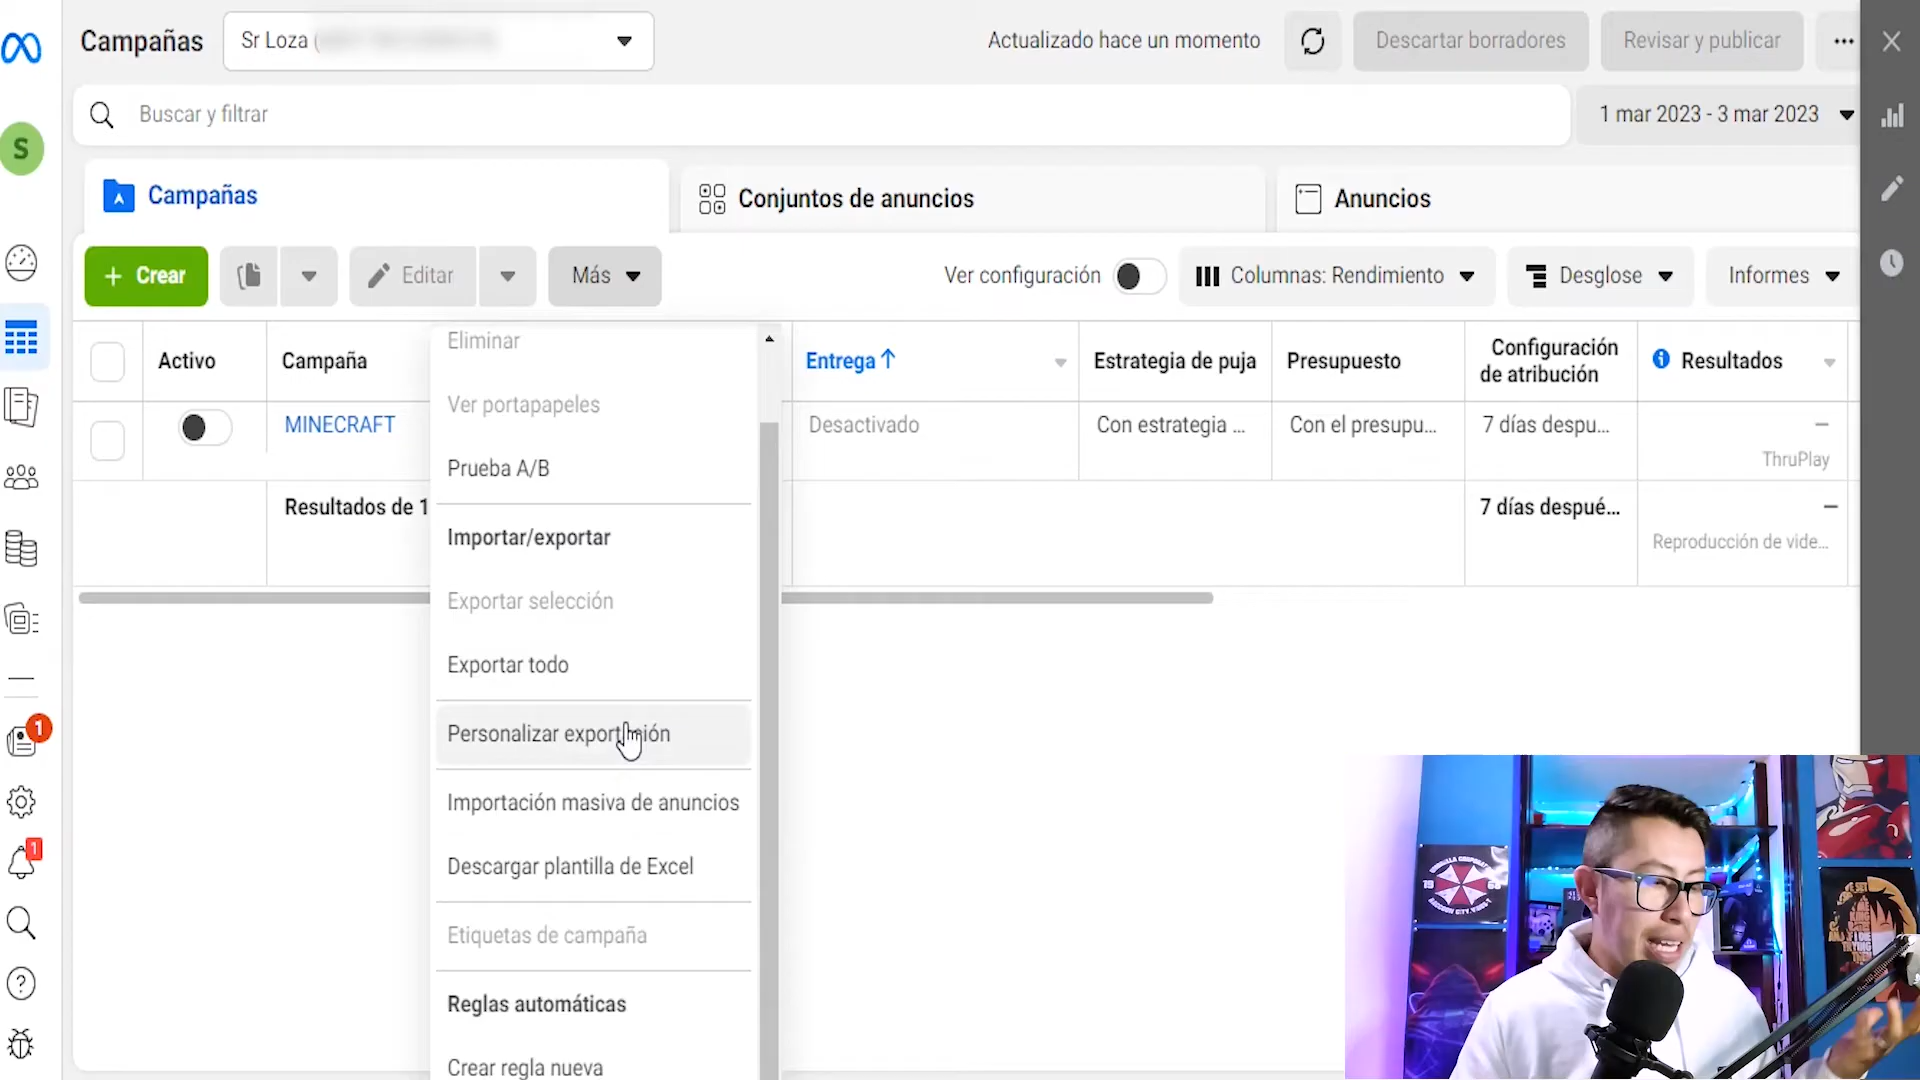 Campañas
Sr Loza (
Actualizado hace un momento
Descartar borradores
Revisar y publicar
Buscar y filtrar
1 mar 2023 - 3 mar 2023
S
Campañas
Conjuntos de anuncios
Anuncios
+ Crear
Editar
Más
Ver configuración
Columnas: Rendimiento
Desglose
Informes
Activo
Campaña
Entrega↑
Estrategia de puja
Presupuesto
Configuración
de atribución
Resultados
MINECRAFT
Desactivado
Con estrategia ...
Con el presupu...
7 días despu...
—
ThruPlay
Resultados de 1
7 días despué...
—
Reproducción de vide...
Eliminar
Ver portapapeles
Prueba A/B
Importar/exportar
Exportar selección
Exportar todo
Personalizar exportación
Importación masiva de anuncios
Descargar plantilla de Excel
Etiquetas de campaña
Reglas automáticas
Crear regla nueva
1
1